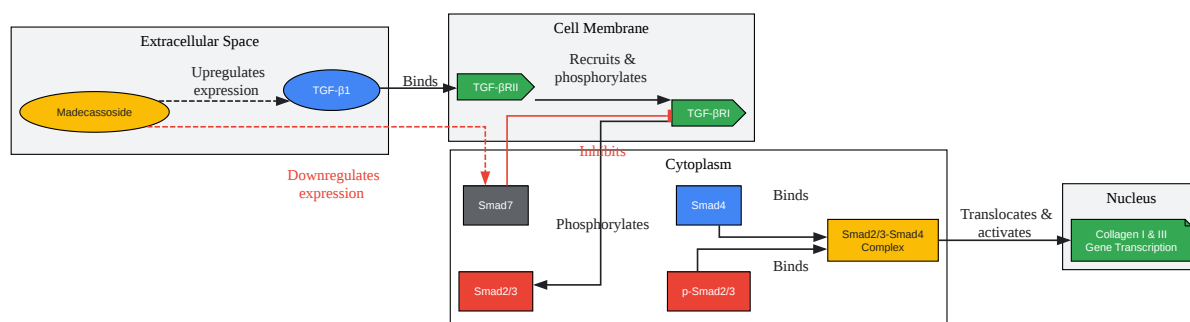 Extracellular Space
Upregulates
expression
TGF-β1
Madecassoside
Binds
Cell Membrane
Recruits &
phosphorylates
TGF-βRII
TGF-βRI
Downregulates
expression
Inhibits
Cytoplasm
Smad7
Smad4
Binds
Phosphorylates
Smad2/3-Smad4
Complex
Binds
Smad2/3
p-Smad2/3
Translocates &
activates
Nucleus
Collagen I & III
Gene Transcription